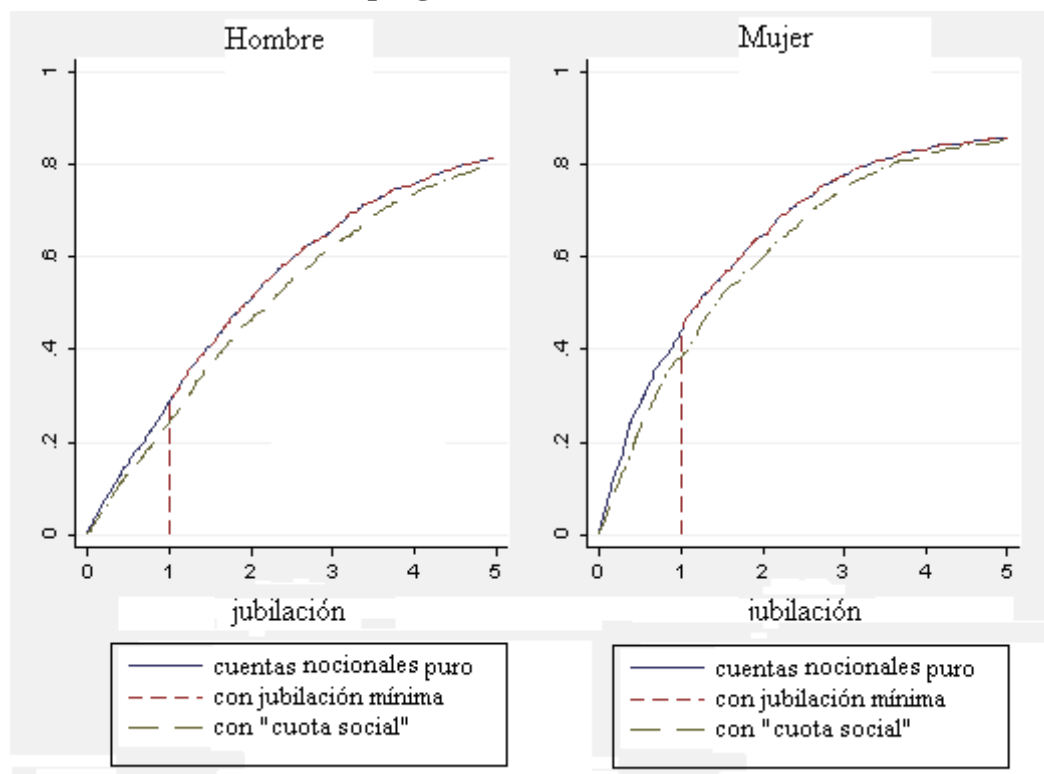 Hombre
Mujer
1
.8
.6
.4
.2
0
0 1 2 3 4 5
jubilación
cuentas nocionales puro
con jubilación mínima
con "cuota social"
1
.8
.6
.4
.2
0
0 1 2 3 4 5
jubilación
cuentas nocionales puro
con jubilación mínima
con "cuota social"